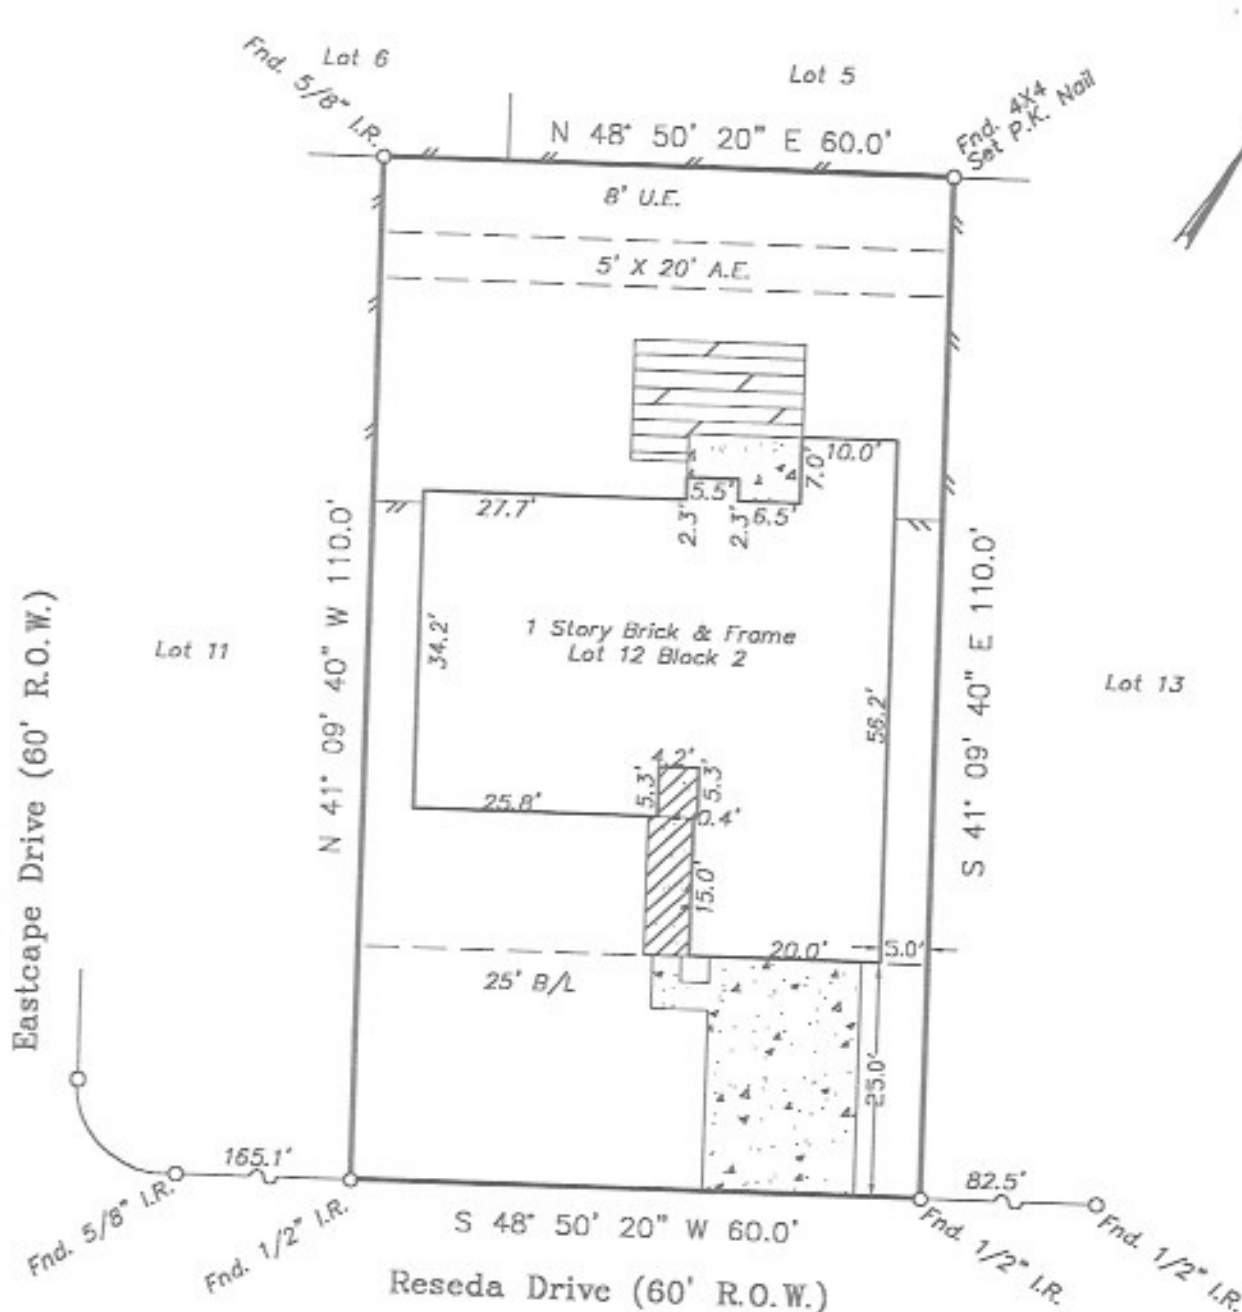 Lot 6
Lot 5
Fnd. 5/8" I.R.
Fnd. 4X4
Set P.K. Nail
N 48° 50' 20" E 60.0'
8' U.E.
5' X 20' A.E.
10.0'
7.0'
5.5'
27.7'
2.3'
2.3'
6.5'
N 41° 09' 40" W 110.0'
S 41° 09' 40" E 110.0'
34.2'
1 Story Brick & Frame
Lot 12 Block 2
Lot 11
Lot 13
56.2'
Eastcape Drive (60' R.O.W.)
4.2'
5.3'
5.3'
25.8'
0.4'
15.0'
20.0'
5.0'
25' B/L
25.0'
165.1'
82.5'
Fnd. 5/8" I.R.
Fnd. 1/2" I.R.
S 48° 50' 20" W 60.0'
Fnd. 1/2" I.R.
Fnd. 1/2" I.R.
Reseda Drive (60' R.O.W.)